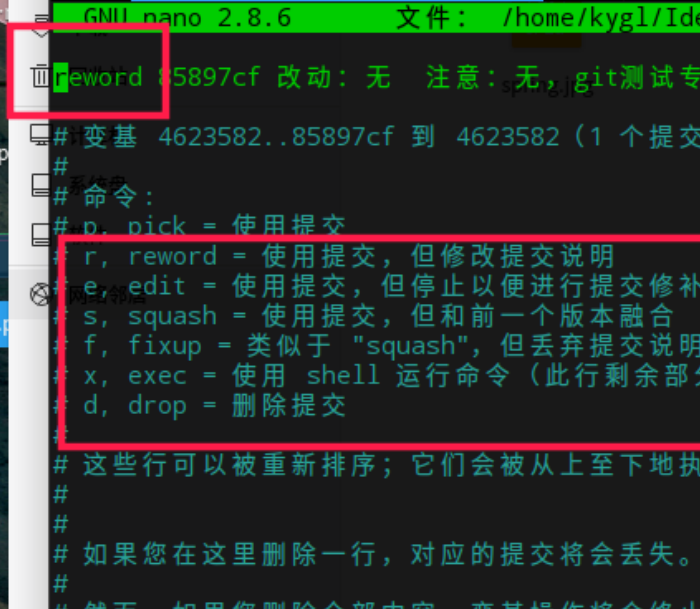 GNU nano 2.8.6 文件: /home/kygl/Ide
reword 85897cf 改动: 无 注意: 无, git测试专
# 变基 4623582..85897cf 到 4623582（1 个提交
#
# 命令:
# p, pick = 使用提交
# r, reword = 使用提交，但修改提交说明
# e, edit = 使用提交，但停止以便进行提交修补
# s, squash = 使用提交，但和前一个版本融合
# f, fixup = 类似于 "squash"，但丢弃提交说明
# x, exec = 使用 shell 运行命令（此行剩余部分
# d, drop = 删除提交
#
# 这些行可以被重新排序；它们会被从上至下地执
#
#
# 如果您在这里删除一行，对应的提交将会丢失。
#